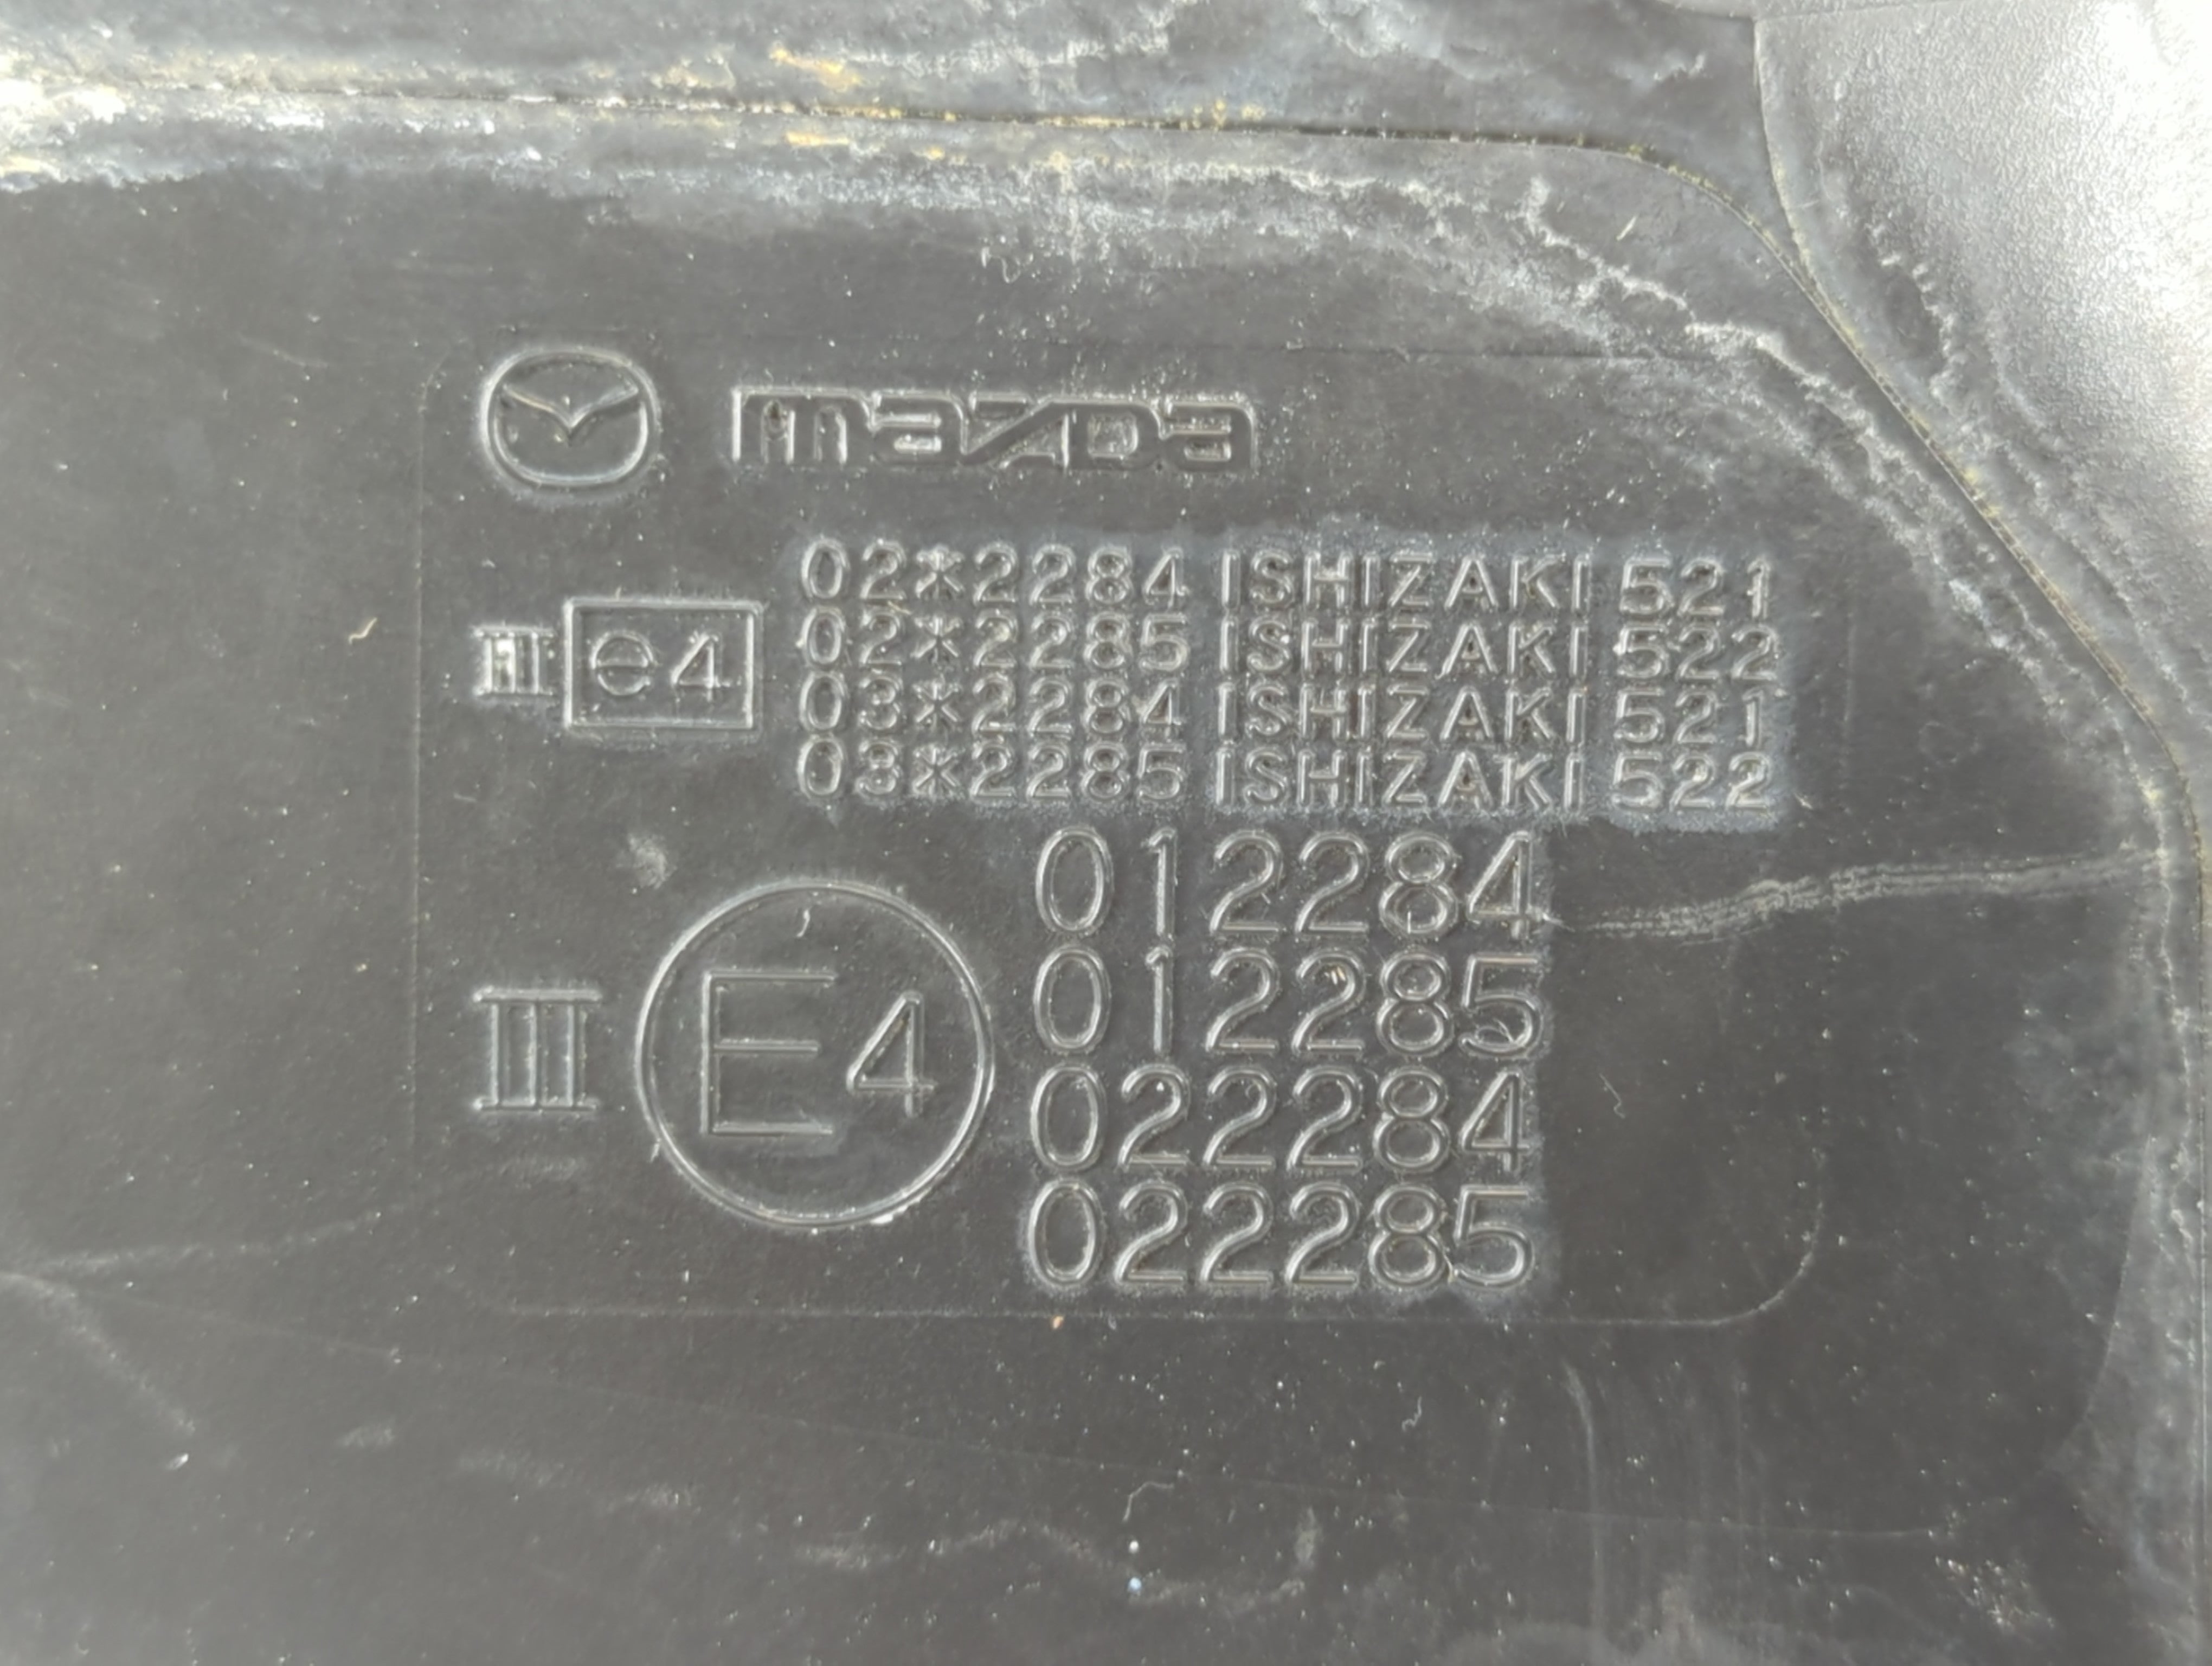 mazda
02*2284 ISHIZAKI 521
02*2285 ISHIZAKI 522
III e4
03*2284 ISHIZAKI 521
03*2285 ISHIZAKI 522
012284
012285
III E4
022284
022285